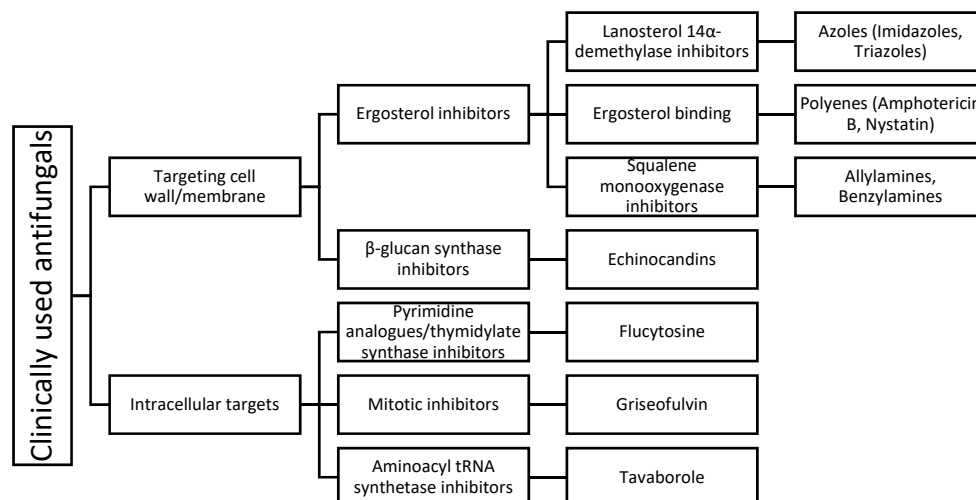 Clinically used antifungals
Targeting cell
wall/membrane
Ergosterol inhibitors
Lanosterol 14α-
demethylase inhibitors
Azoles (Imidazoles,
Triazoles)
Ergosterol binding
Polyenes (Amphotericin
B, Nystatin)
Squalene
monooxygenase
inhibitors
Allylamines,
Benzylamines
β-glucan synthase
inhibitors
Echinocandins
Intracellular targets
Pyrimidine
analogues/thymidylate
synthase inhibitors
Flucytosine
Mitotic inhibitors
Griseofulvin
Aminoacyl tRNA
synthetase inhibitors
Tavaborole